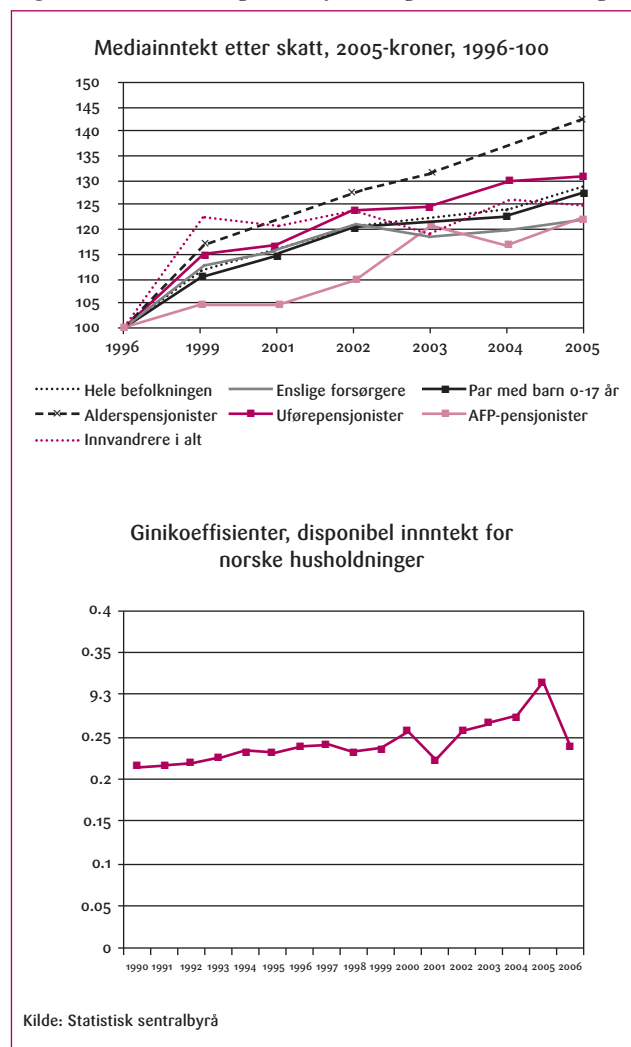 Mediainntekt etter skatt, 2005-kroner, 1996-100
150
145
140
135
130
125
120
115
110
105
100
1996 1999 2001 2002 2003 2004 2005
Hele befolkningen Enslige forsørgere Par med barn 0-17 år
Alderspensjonister Uførepensjonister AFP-pensjonister
Innvandrere i alt
Ginikoeffisienter, disponibel innntekt for
norske husholdninger
0.4
0.35
9.3
0.25
0.2
0.15
0.1
0.05
0
1990 1991 1992 1993 1994 1995 1996 1997 1998 1999 2000 2001 2002 2003 2004 2005 2006
Kilde: Statistisk sentralbyrå